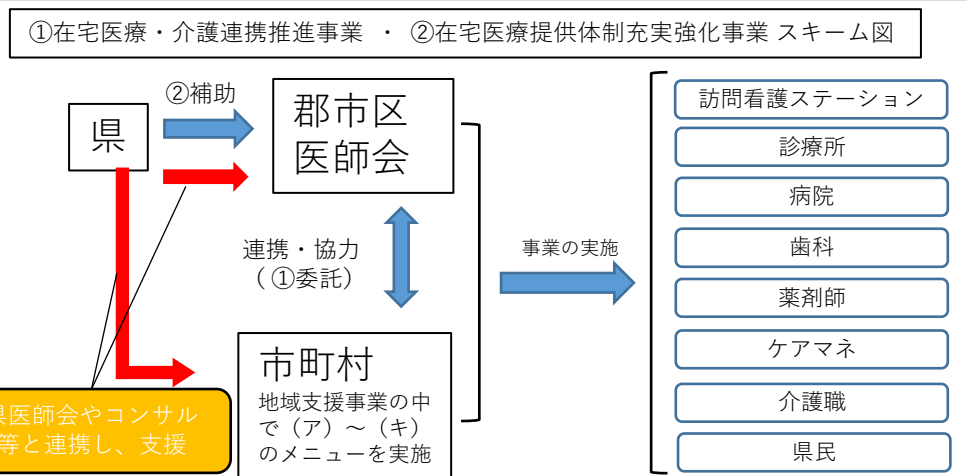 ①在宅医療・介護連携推進事業 ・ ②在宅医療提供体制充実強化事業 スキーム図
②補助
県
郡市区
医師会
連携・協力
（①委託）
市町村
地域支援事業の中
で（ア）～（キ）
のメニューを実施
県医師会やコンサル
等と連携し、支援
事業の実施
訪問看護ステーション
診療所
病院
歯科
薬剤師
ケアマネ
介護職
県民